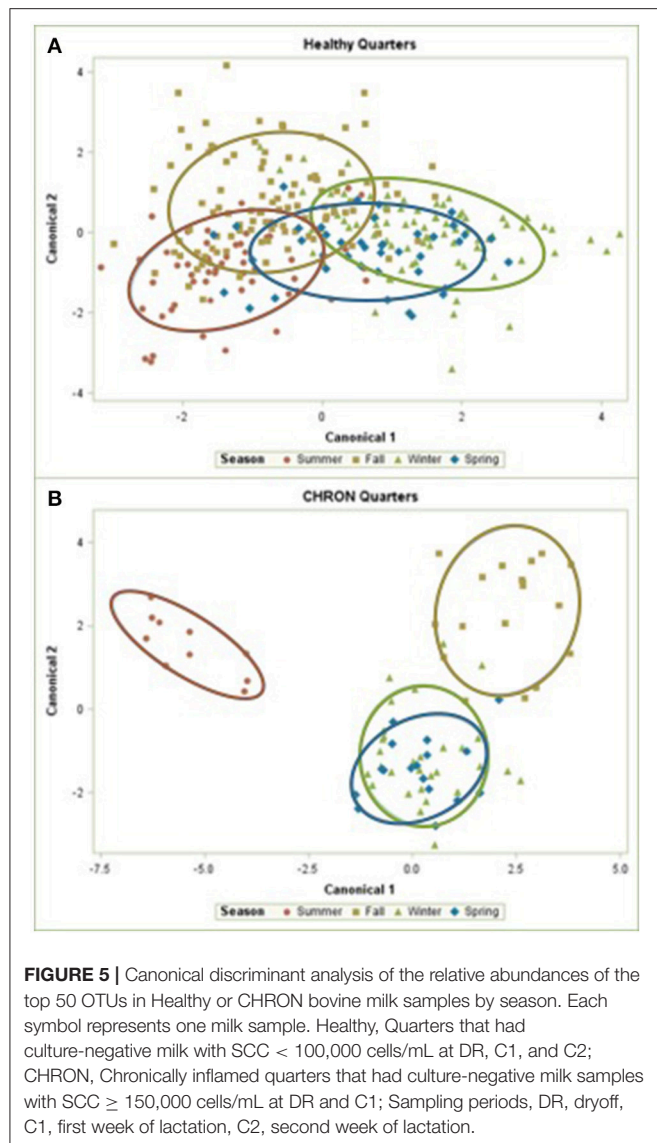 A
Healthy Quarters
4
2
0
-2
-4
Canonical 2
-2 0 2 4
Canonical 1
Season Summer Fall Winter Spring
B
CHRON Quarters
4
2
0
-2
Canonical 2
-7.5 -5.0 -2.5 0.0 2.5 5.0
Canonical 1
Season Summer Fall Winter Spring
FIGURE 5 | Canonical discriminant analysis of the relative abundances of the
top 50 OTUs in Healthy or CHRON bovine milk samples by season. Each
symbol represents one milk sample. Healthy, Quarters that had
culture-negative milk with SCC < 100,000 cells/mL at DR, C1, and C2;
CHRON, Chronically inflamed quarters that had culture-negative milk samples
with SCC ≥ 150,000 cells/mL at DR and C1; Sampling periods, DR, dryoff,
C1, first week of lactation, C2, second week of lactation.